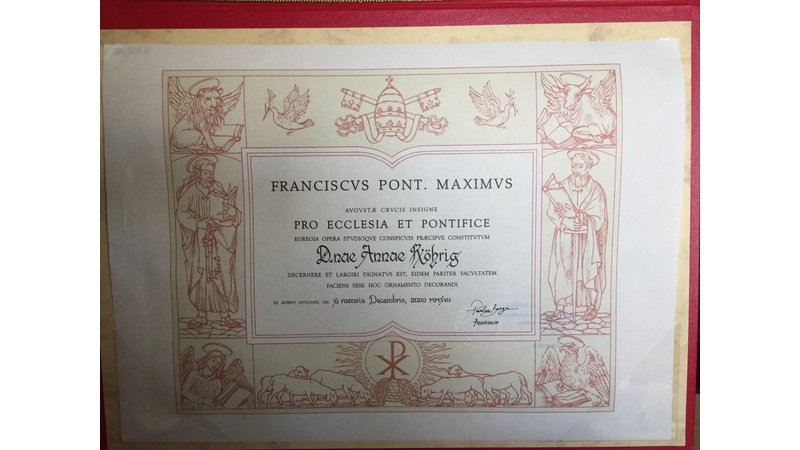 FRANCISCVS PONT. MAXIMVS
AVGVSTÆ CRVCIS INSIGNE
PRO ECCLESIA ET PONTIFICE
EGREGIA OPERA STVDIOQVE CONSPICVIS PRÆCIPVE CONSTITVTVM
D.nae Annae Röhrig
DECERNERE ET LARGIRI DIGNATVS EST, EIDEM PARITER FACVLTATEM
FACIENS SESE HOC ORNAMENTO DECORANDI
EX ÆDIBVS VATICANIS, DIE XI mensis Decembris, anno MMXVII
Assessor